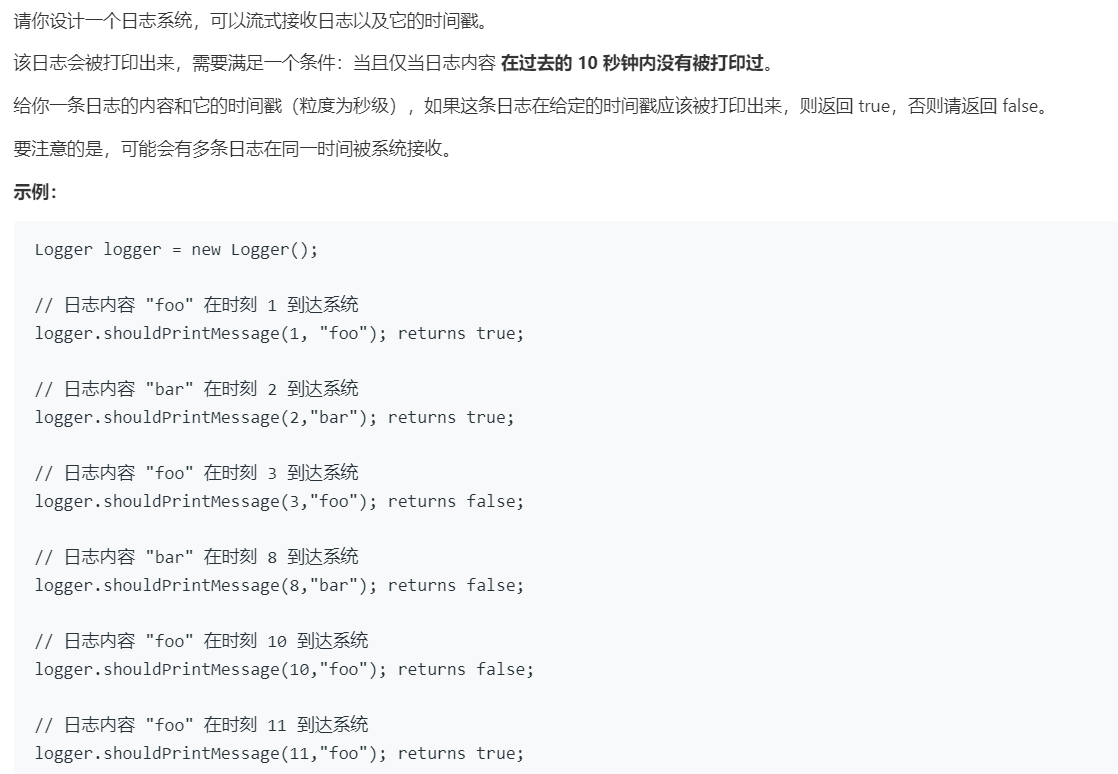 请你设计一个日志系统，可以流式接收日志以及它的时间戳。
该日志会被打印出来，需要满足一个条件：当且仅当日志内容 在过去的 10 秒钟内没有被打印过。
给你一条日志的内容和它的时间戳（粒度为秒级），如果这条日志在给定的时间戳应该被打印出来，则返回 true，否则请返回 false。
要注意的是，可能会有多条日志在同一时间被系统接收。
示例：
Logger logger = new Logger();
// 日志内容 "foo" 在时刻 1 到达系统
logger.shouldPrintMessage(1, "foo"); returns true;
// 日志内容 "bar" 在时刻 2 到达系统
logger.shouldPrintMessage(2,"bar"); returns true;
// 日志内容 "foo" 在时刻 3 到达系统
logger.shouldPrintMessage(3,"foo"); returns false;
// 日志内容 "bar" 在时刻 8 到达系统
logger.shouldPrintMessage(8,"bar"); returns false;
// 日志内容 "foo" 在时刻 10 到达系统
logger.shouldPrintMessage(10,"foo"); returns false;
// 日志内容 "foo" 在时刻 11 到达系统
logger.shouldPrintMessage(11,"foo"); returns true;